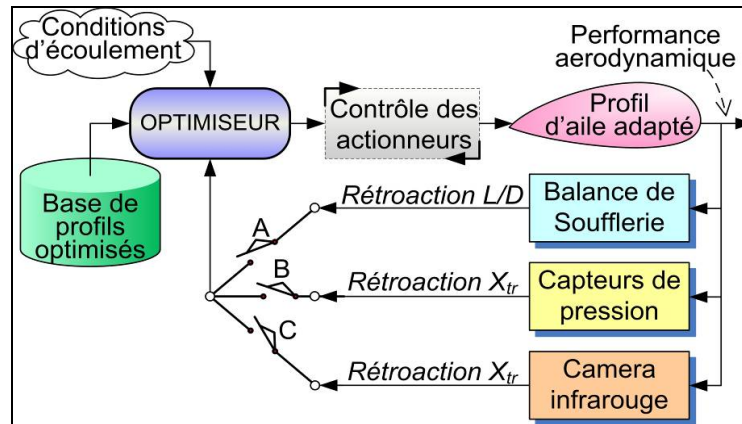 Conditions
d'écoulement
Performance
aerodynamique
OPTIMISEUR
Contrôle des
actionneurs
Profil
d'aile adapté
Base de
profils
optimisés
A
Rétroaction L/D
Balance de
Soufflerie
B
Rétroaction Xtr
Capteurs de
pression
C
Rétroaction Xtr
Camera
infrarouge